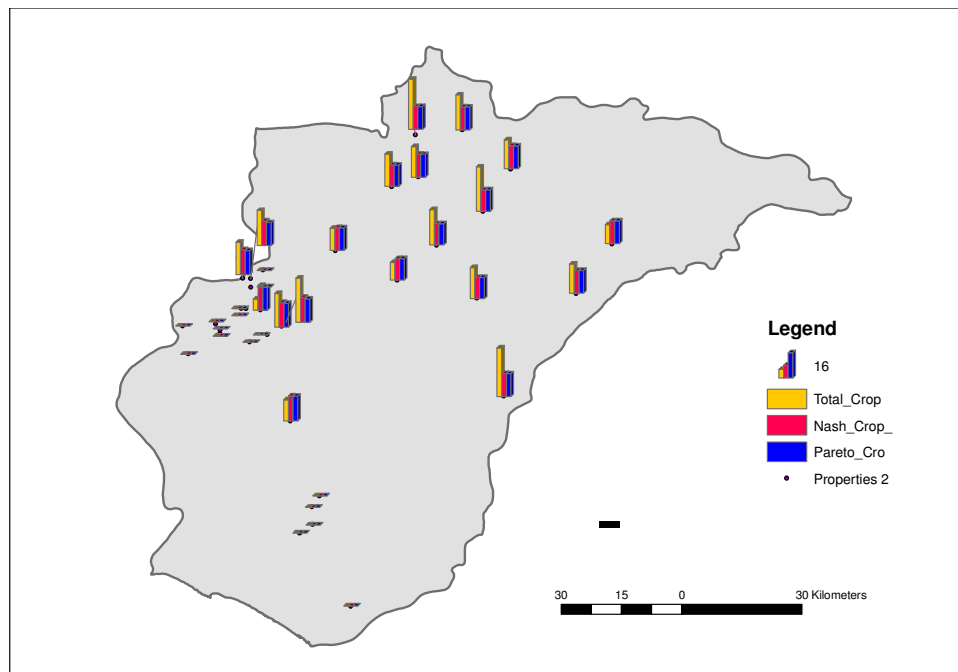 Legend
16
Total_Crop
Nash_Crop_
Pareto_Cro
Properties 2
30 15 0 30 Kilometers